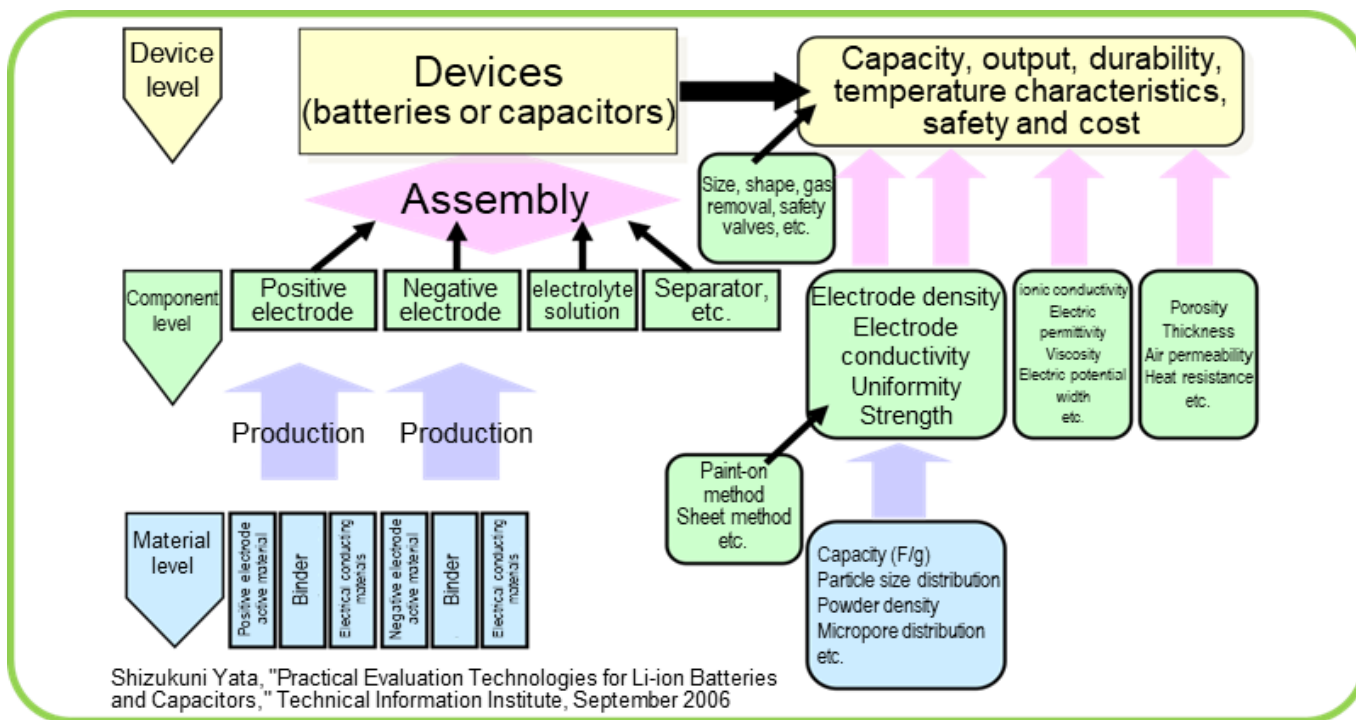 Device
level
Devices
(batteries or capacitors)
Capacity, output, durability,
temperature characteristics,
safety and cost
Assembly
Size, shape, gas
removal, safety
valves, etc.
Component
level
Positive
electrode
Negative
electrode
electrolyte
solution
Separator,
etc.
Electrode density
Electrode
conductivity
Uniformity
Strength
ionic conductivity
Electric
permittivity
Viscosity
Electric potential
width
etc.
Porosity
Thickness
Air permeability
Heat resistance
etc.
Production
Production
Paint-on
method
Sheet method
etc.
Material
level
Positive electrode
active material
Binder
Electrical conducting
materials
Negative electrode
active material
Binder
Electrical conducting
materials
Capacity (F/g)
Particle size distribution
Powder density
Micropore distribution
etc.
Shizukuni Yata, "Practical Evaluation Technologies for Li-ion Batteries
and Capacitors," Technical Information Institute, September 2006